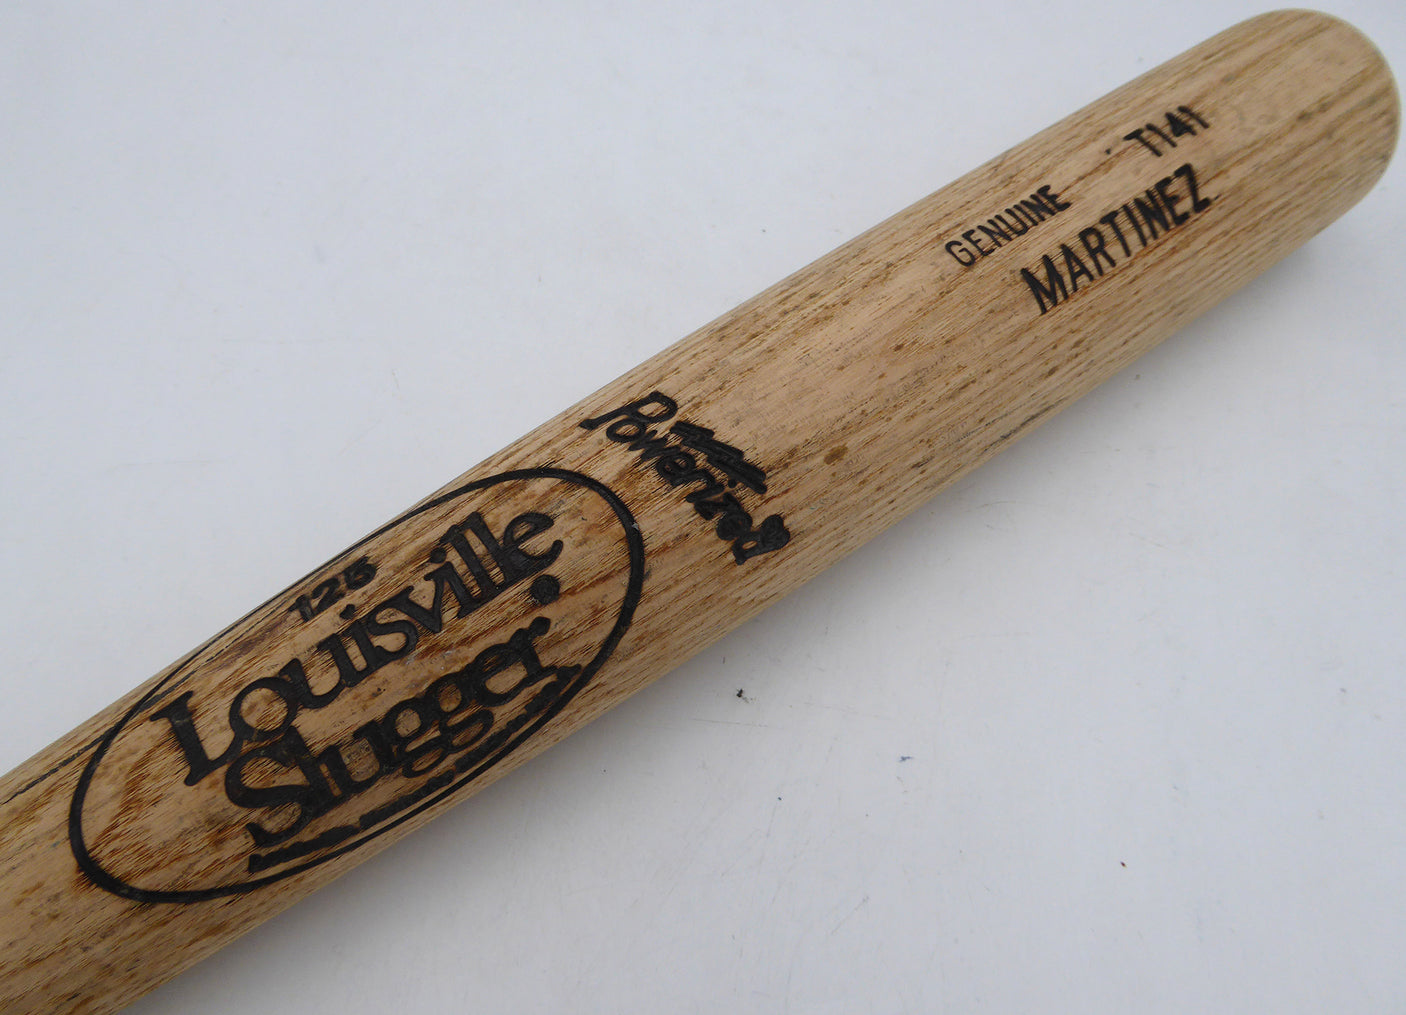 125
Louisville
Slugger
Powerized
GENUINE T141
MARTINEZ